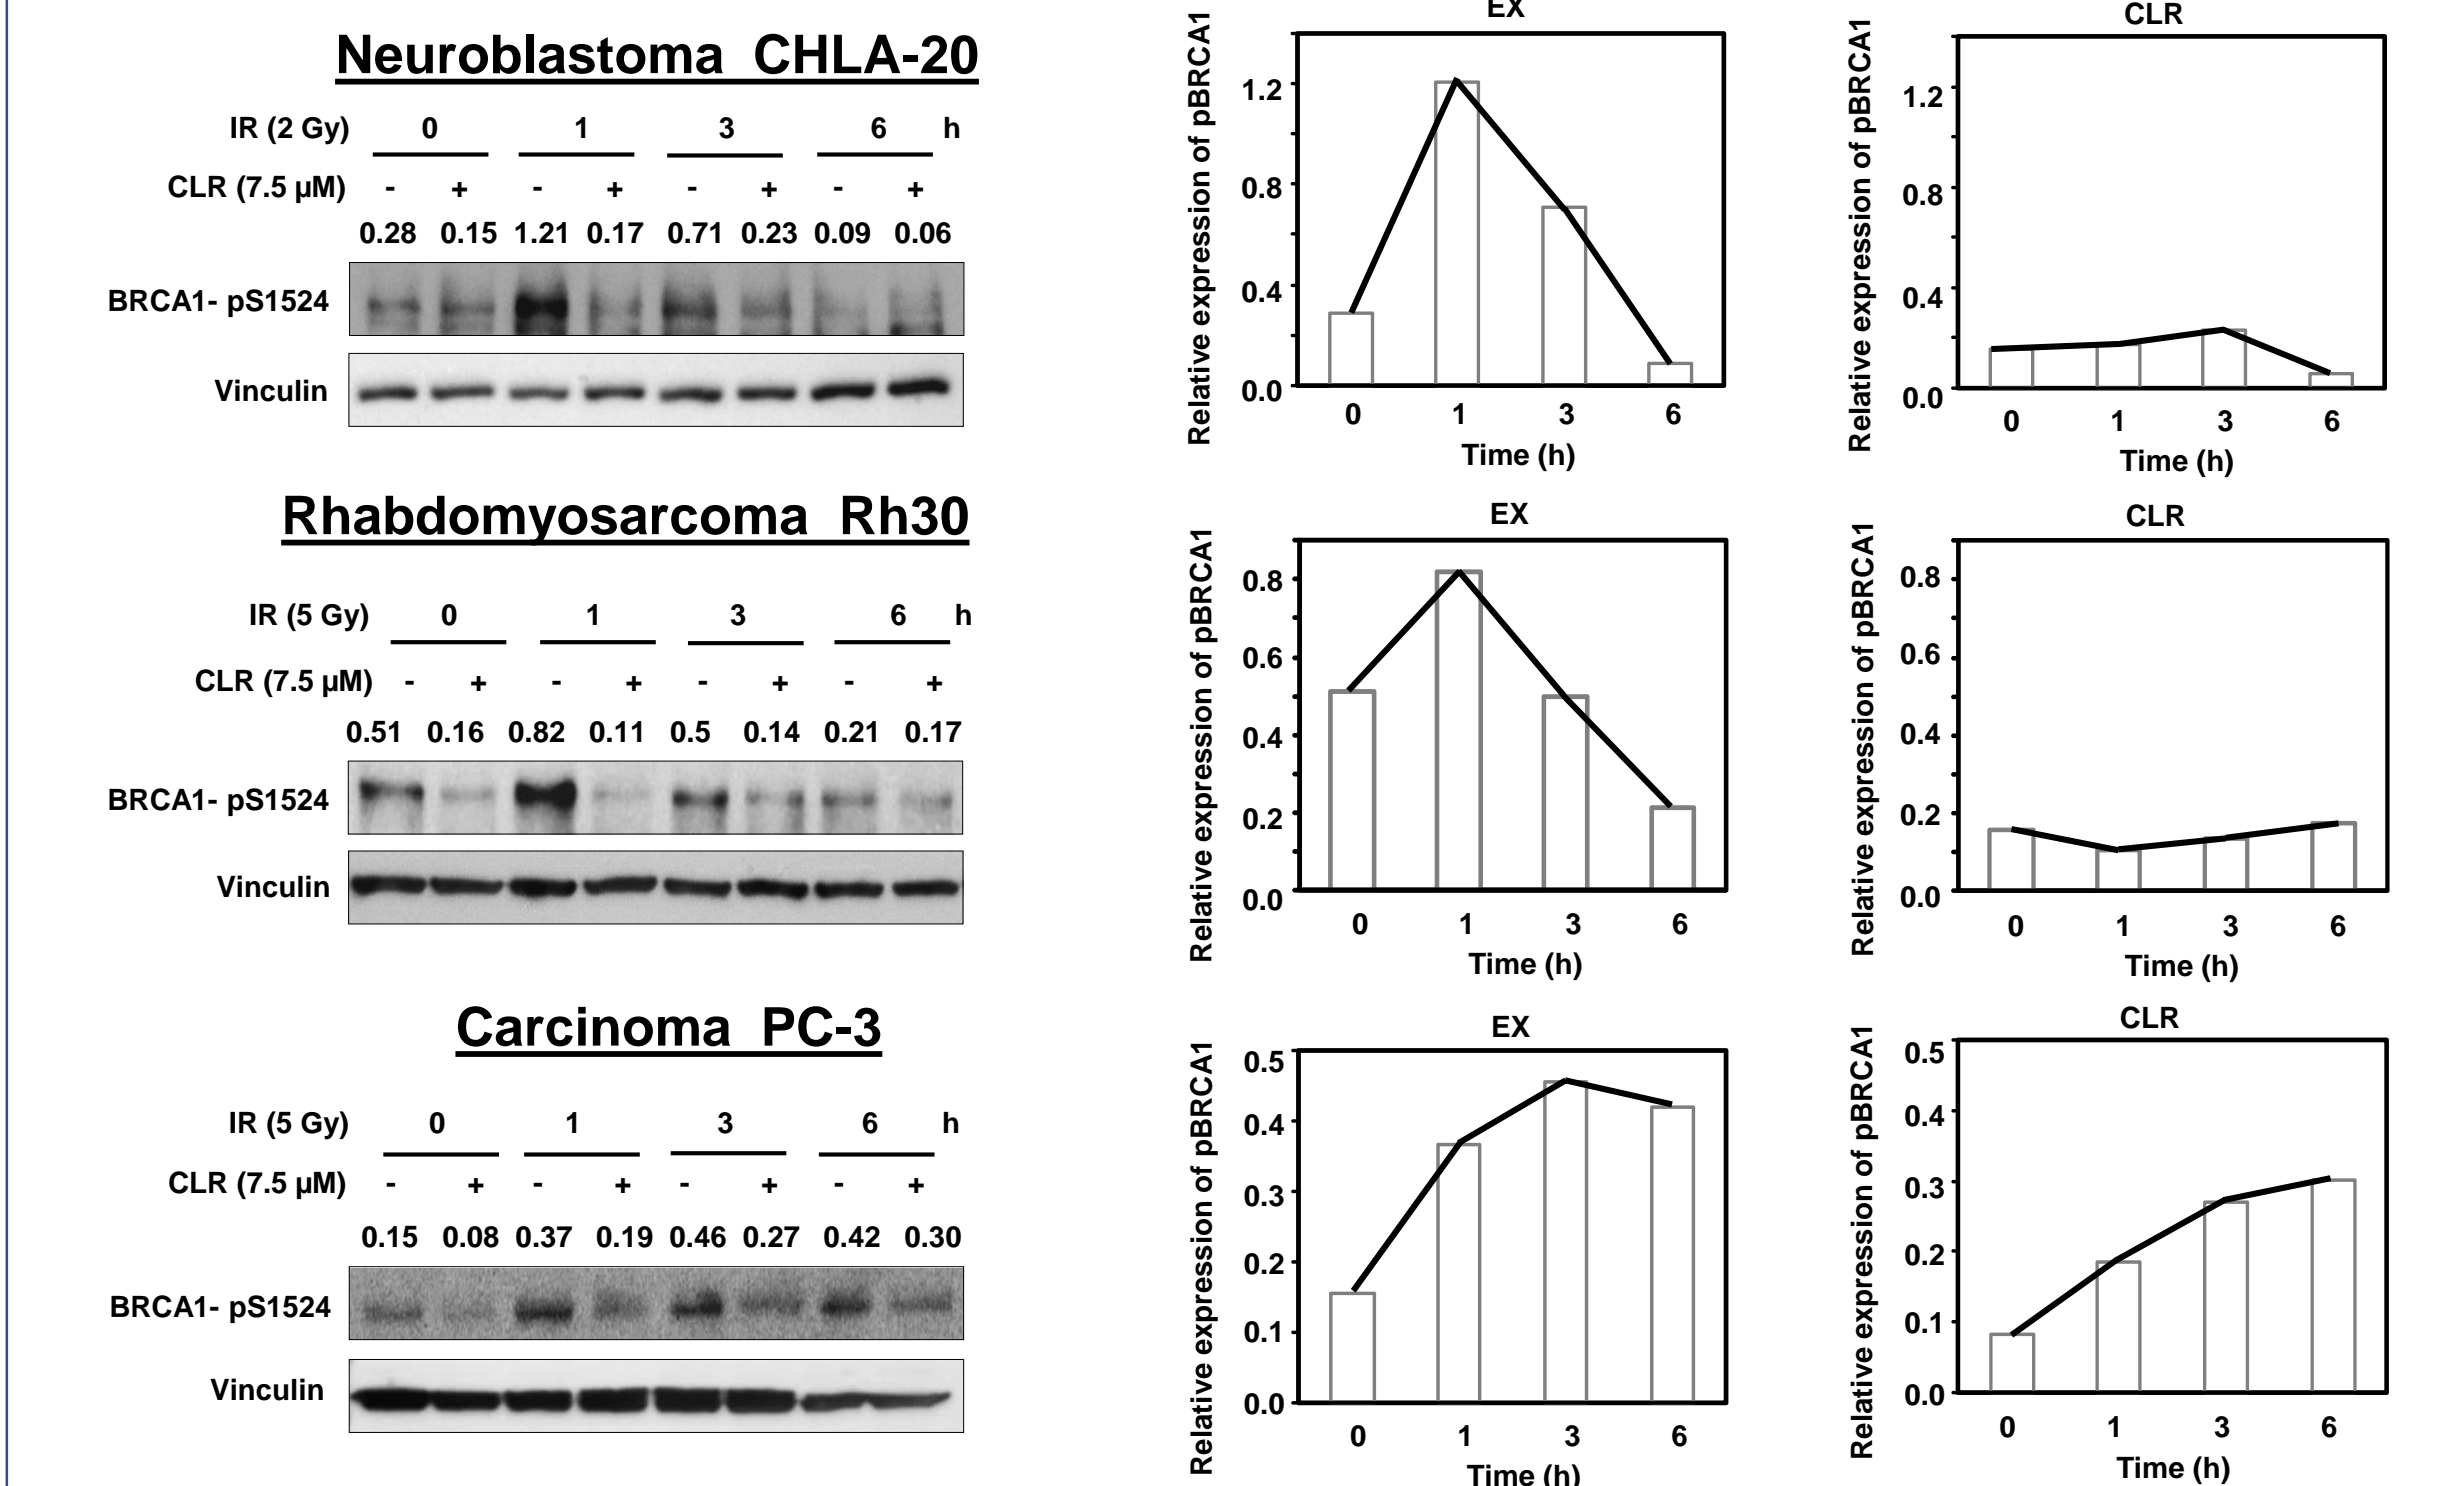 Neuroblastoma CHLA-20
IR (2 Gy) 0 1 3 6 h
CLR (7.5 µM) - + - + - + - +
0.28 0.15 1.21 0.17 0.71 0.23 0.09 0.06
BRCA1- pS1524
Vinculin
EX
Relative expression of pBRCA1
1.2
0.8
0.4
0.0
0 1 3 6
Time (h)
CLR
Relative expression of pBRCA1
1.2
0.8
0.4
0.0
0 1 3 6
Time (h)
Rhabdomyosarcoma Rh30
IR (5 Gy) 0 1 3 6 h
CLR (7.5 µM) - + - + - + - +
0.51 0.16 0.82 0.11 0.5 0.14 0.21 0.17
BRCA1- pS1524
Vinculin
EX
Relative expression of pBRCA1
0.8
0.6
0.4
0.2
0.0
0 1 3 6
Time (h)
CLR
Relative expression of pBRCA1
0.8
0.6
0.4
0.2
0.0
0 1 3 6
Time (h)
Carcinoma PC-3
IR (5 Gy) 0 1 3 6 h
CLR (7.5 µM) - + - + - + - +
0.15 0.08 0.37 0.19 0.46 0.27 0.42 0.30
BRCA1- pS1524
Vinculin
EX
Relative expression of pBRCA1
0.5
0.4
0.3
0.2
0.1
0.0
0 1 3 6
Time (h)
CLR
Relative expression of pBRCA1
0.5
0.4
0.3
0.2
0.1
0.0
0 1 3 6
Time (h)